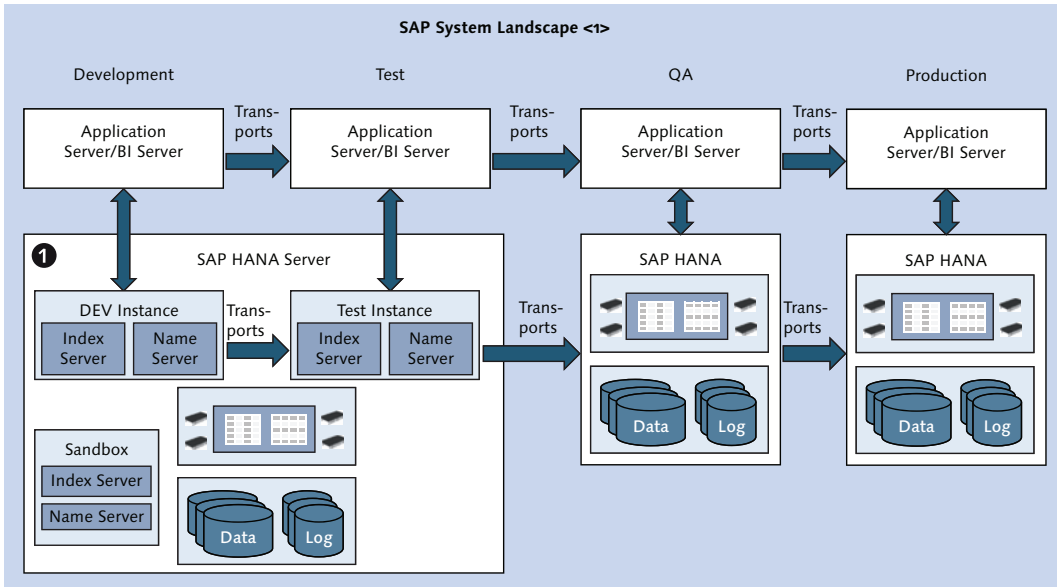 SAP System Landscape <1>
Development
Test
QA
Production
Application
Server/BI Server
Trans-
ports
Application
Server/BI Server
Trans-
ports
Application
Server/BI Server
Trans-
ports
Application
Server/BI Server
1
SAP HANA Server
DEV Instance
Index
Server
Name
Server
Trans-
ports
Test Instance
Index
Server
Name
Server
Trans-
ports
SAP HANA
Data
Log
Trans-
ports
SAP HANA
Data
Log
Sandbox
Index Server
Name Server
Data
Log